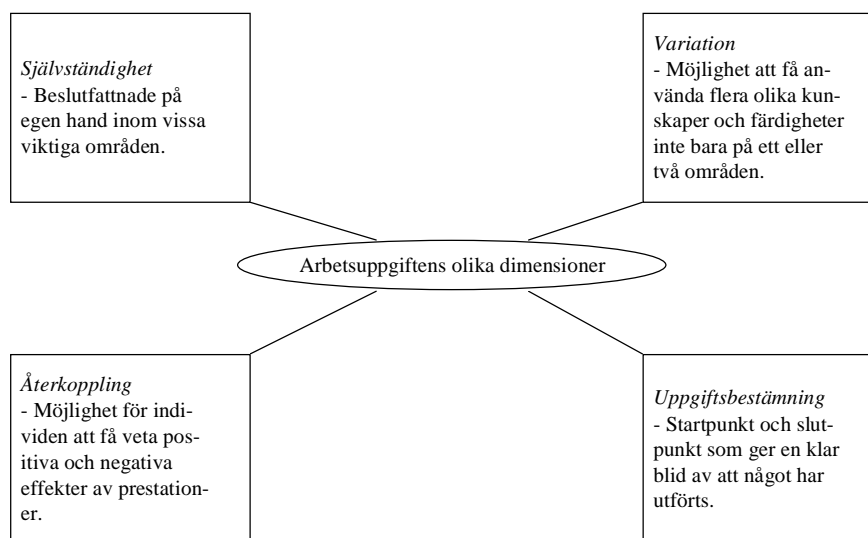 Självständighet
- Beslutfattnade på
egen hand inom vissa
viktiga områden.
Variation
- Möjlighet att få an-
vända flera olika kun-
skaper och färdigheter
inte bara på ett eller
två områden.
Arbetsuppgiftens olika dimensioner
Återkoppling
- Möjlighet för indi-
viden att få veta pos-
itiva och negativa
effekter av prestation-
er.
Uppgiftsbestämning
- Startpunkt och slut-
punkt som ger en klar
blid av att något har
utförts.